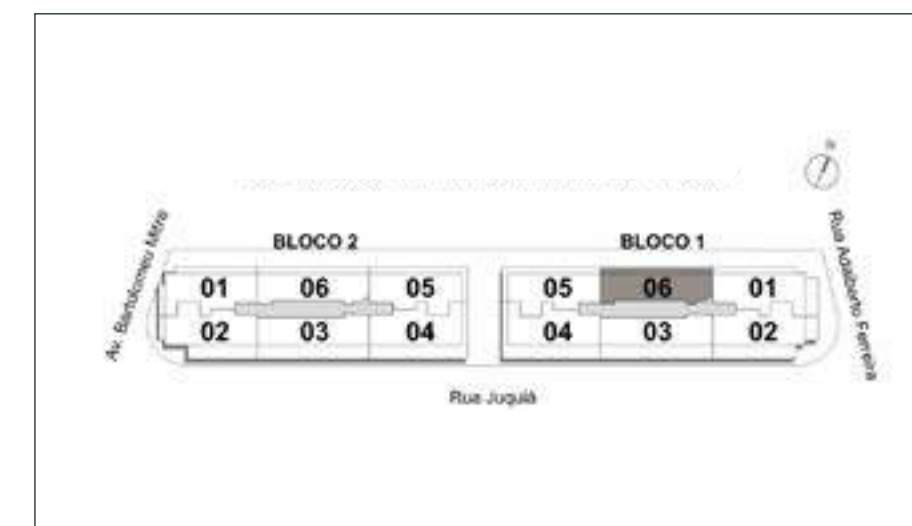 BLOCO 2
BLOCO 1
Av. Bartolomeu Mitre
Rua Adalberto Ferreira
01 06 05
05 06 01
02 03 04
04 03 02
Rua Juquiá